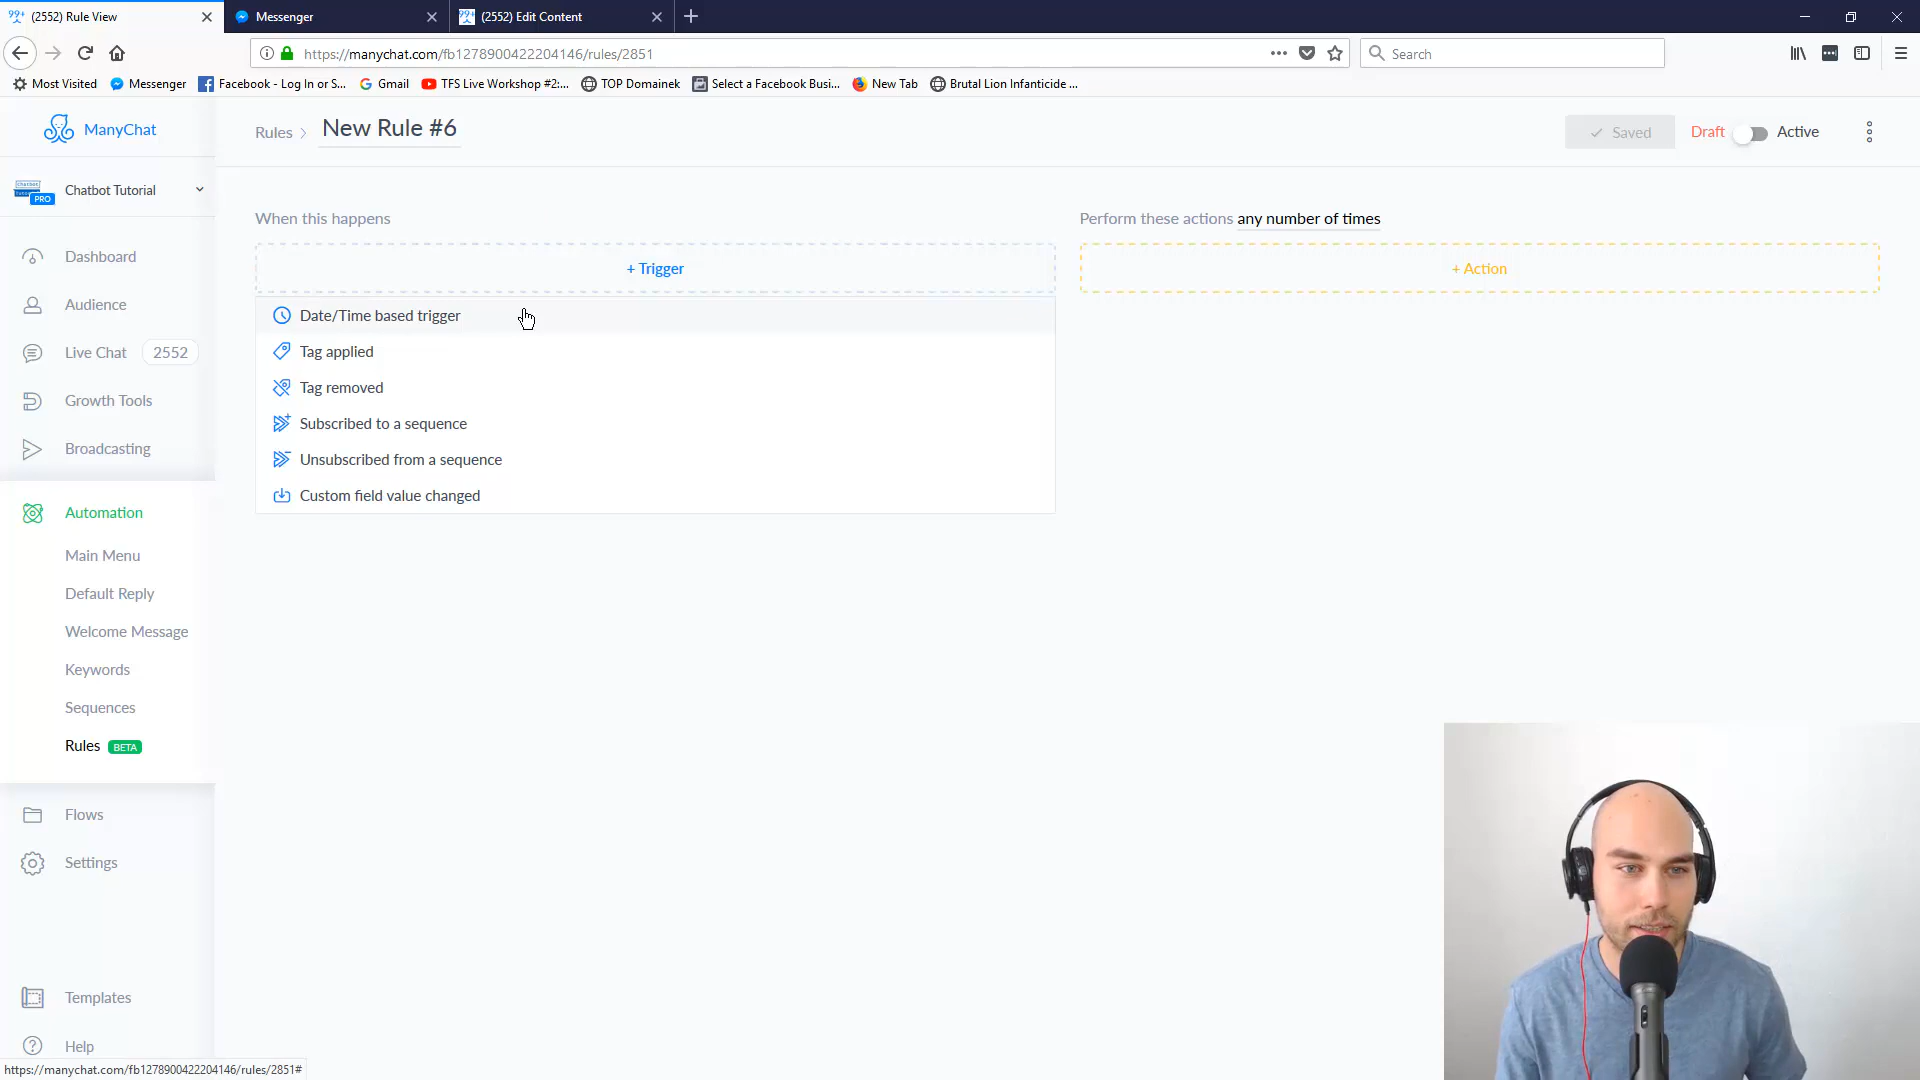 (2552) Rule View
Messenger
(2552) Edit Content
https://manychat.com/fb1278900422204146/rules/2851
Search
Most Visited
Messenger
Facebook - Log In or S...
Gmail
TFS Live Workshop #2:...
TOP Domainek
Select a Facebook Busi...
New Tab
Brutal Lion Infanticide ...
ManyChat
Rules
New Rule #6
Saved
Draft
Active
Chatbot Tutorial
PRO
When this happens
Perform these actions any number of times
+ Trigger
+ Action
Date/Time based trigger
Tag applied
Tag removed
Subscribed to a sequence
Unsubscribed from a sequence
Custom field value changed
Dashboard
Audience
Live Chat 2552
Growth Tools
Broadcasting
Automation
Main Menu
Default Reply
Welcome Message
Keywords
Sequences
Rules BETA
Flows
Settings
Templates
Help
https://manychat.com/fb1278900422204146/rules/2851#